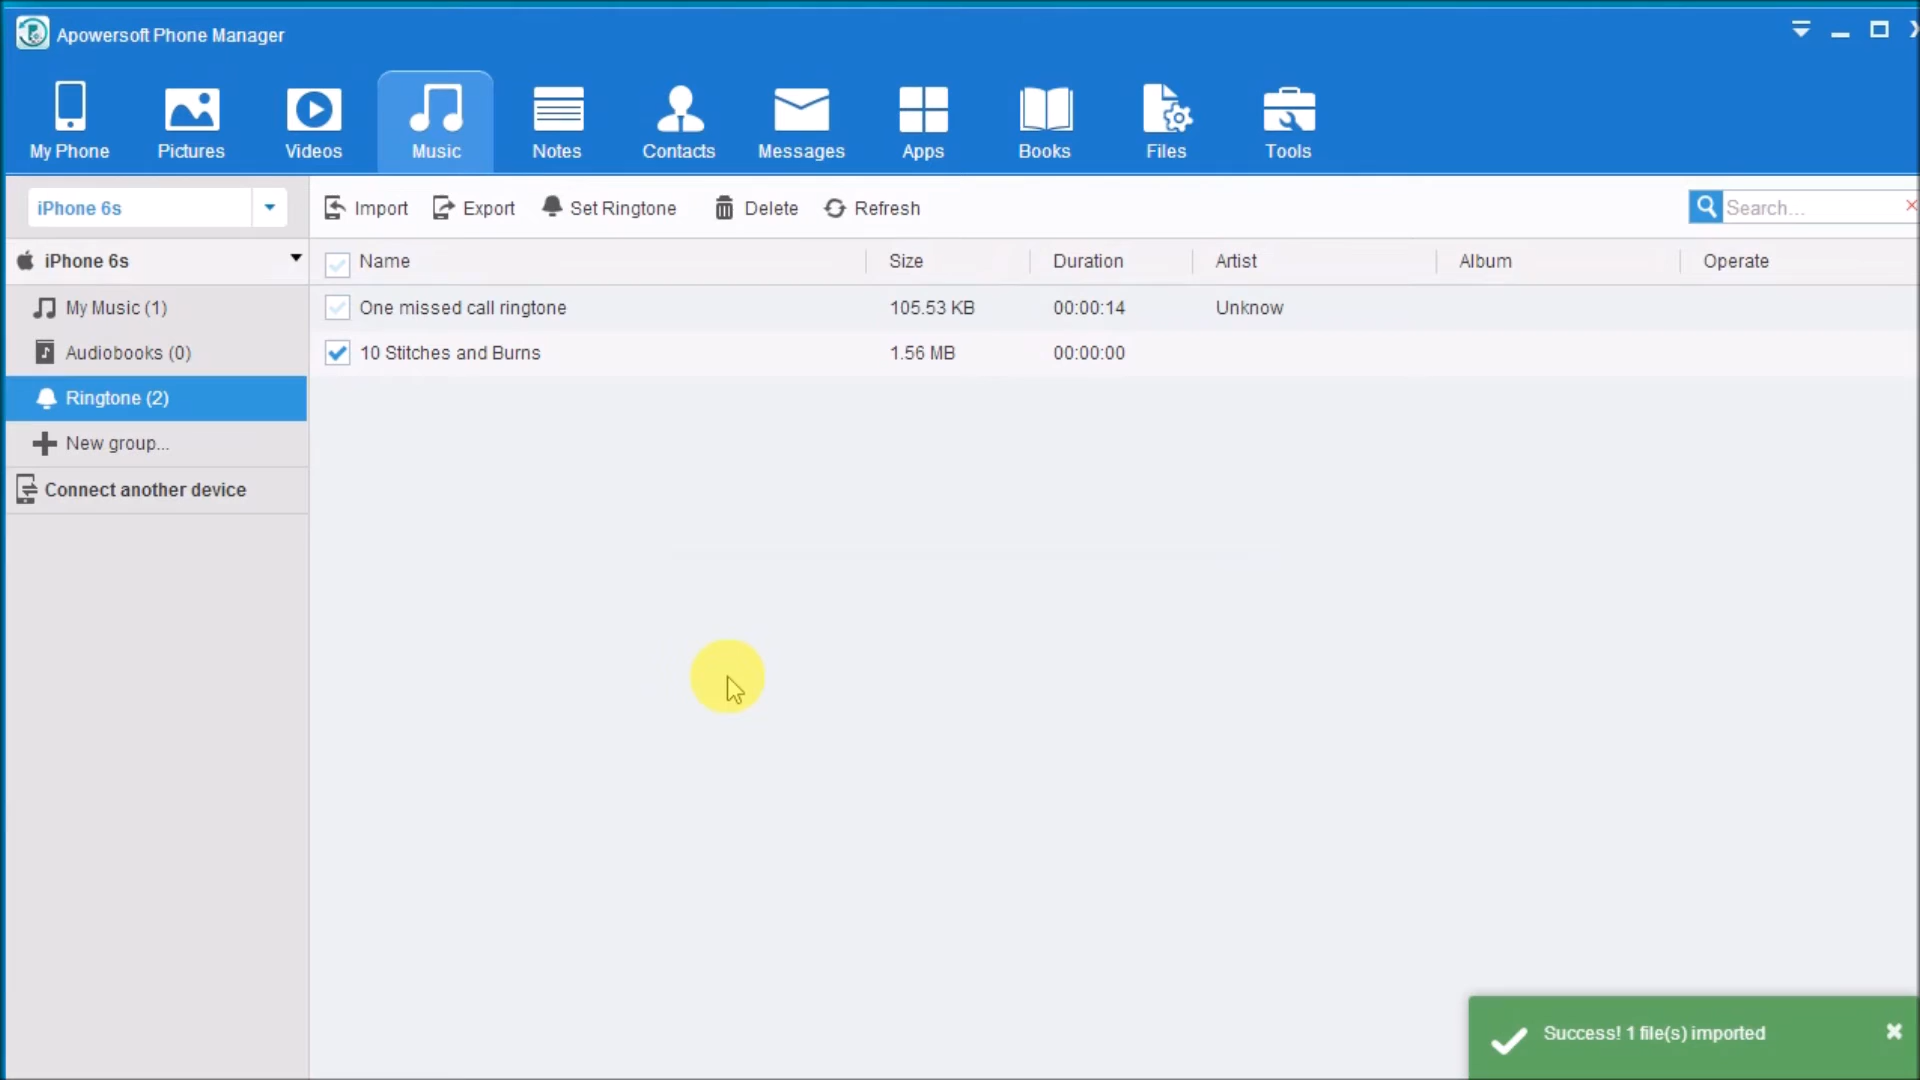 Apowersoft Phone Manager
My Phone Pictures Videos Music Notes Contacts Messages Apps Books Files Tools
iPhone 6s Import Export Set Ringtone Delete Refresh Search...
iPhone 6s Name Size Duration Artist Album Operate
My Music (1) One missed call ringtone 105.53 KB 00:00:14 Unknow
Audiobooks (0) 10 Stitches and Burns 1.56 MB 00:00:00
Ringtone (2)
New group...
Connect another device
Success! 1 file(s) imported